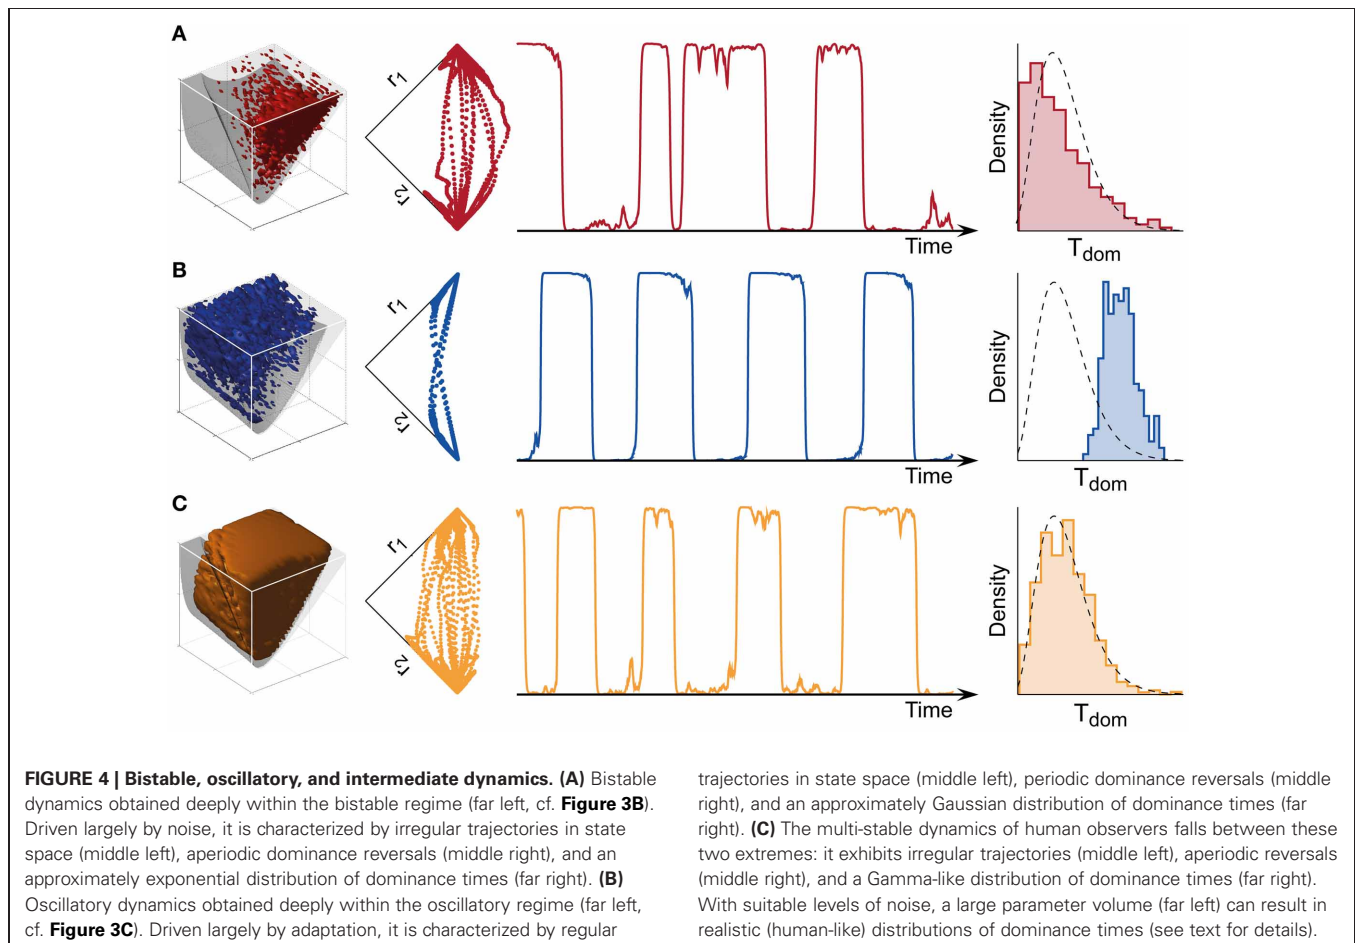 A
r1
r2
Time
Density
Tdom
B
r1
r2
Time
Density
Tdom
C
r1
r2
Time
Density
Tdom
FIGURE 4 | Bistable, oscillatory, and intermediate dynamics. (A) Bistable
dynamics obtained deeply within the bistable regime (far left, cf. Figure 3B).
Driven largely by noise, it is characterized by irregular trajectories in state
space (middle left), aperiodic dominance reversals (middle right), and an
approximately exponential distribution of dominance times (far right). (B)
Oscillatory dynamics obtained deeply within the oscillatory regime (far left,
cf. Figure 3C). Driven largely by adaptation, it is characterized by regular
trajectories in state space (middle left), periodic dominance reversals (middle
right), and an approximately Gaussian distribution of dominance times (far
right). (C) The multi-stable dynamics of human observers falls between these
two extremes: it exhibits irregular trajectories (middle left), aperiodic reversals
(middle right), and a Gamma-like distribution of dominance times (far right).
With suitable levels of noise, a large parameter volume (far left) can result in
realistic (human-like) distributions of dominance times (see text for details).